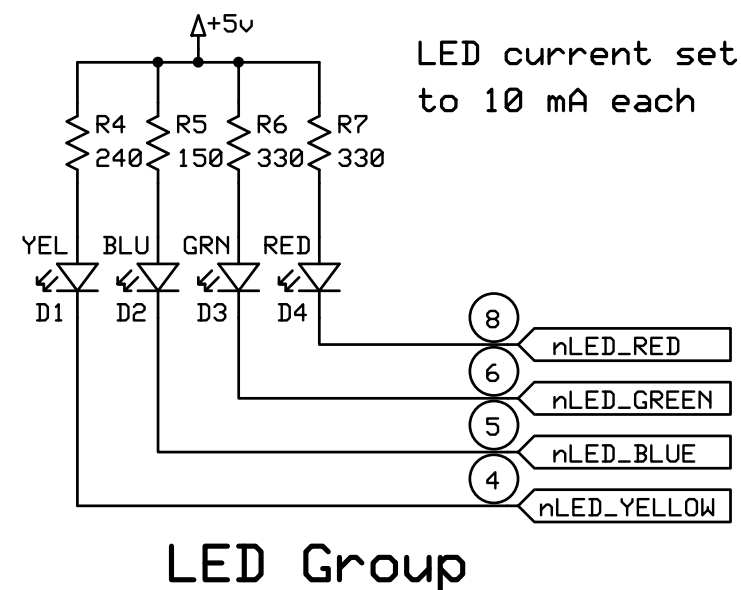 +5v
LED current set
to 10 mA each
R4 R5 R6 R7
240 150 330 330
YEL BLU GRN RED
D1 D2 D3 D4
8
nLED_RED
6
nLED_GREEN
5
nLED_BLUE
4
nLED_YELLOW
LED Group